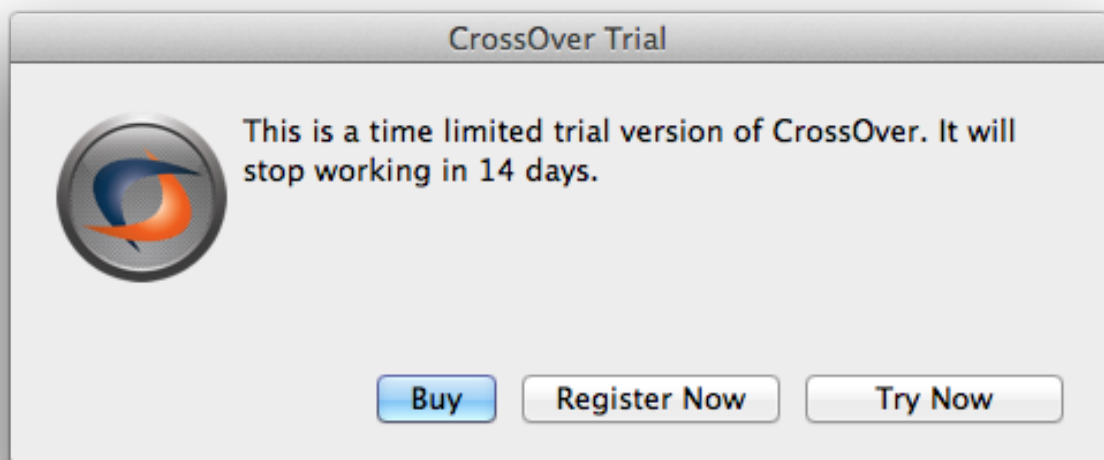 CrossOver Trial
This is a time limited trial version of CrossOver. It will
stop working in 14 days.
Buy
Register Now
Try Now